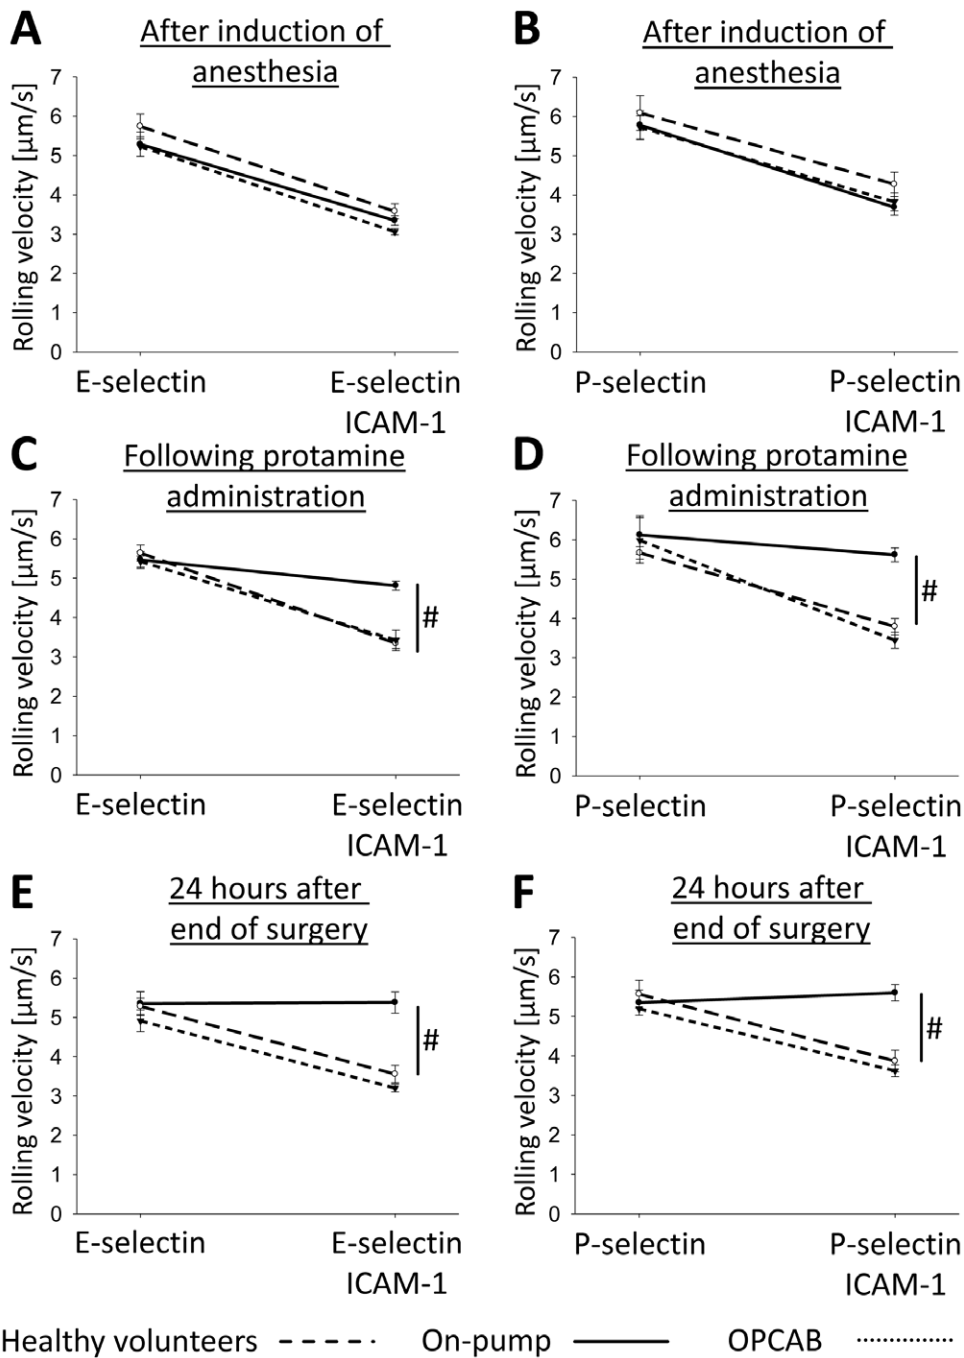 A
After induction of
anesthesia
Rolling velocity [µm/s]
7
6
5
4
3
2
1
0
E-selectin
E-selectin
ICAM-1
B
After induction of
anesthesia
Rolling velocity [µm/s]
7
6
5
4
3
2
1
0
P-selectin
P-selectin
ICAM-1
C
Following protamine
administration
Rolling velocity [µm/s]
7
6
5
4
3
2
1
0
#
E-selectin
E-selectin
ICAM-1
D
Following protamine
administration
Rolling velocity [µm/s]
7
6
5
4
3
2
1
0
#
P-selectin
P-selectin
ICAM-1
E
24 hours after
end of surgery
Rolling velocity [µm/s]
7
6
5
4
3
2
1
0
#
E-selectin
E-selectin
ICAM-1
F
24 hours after
end of surgery
Rolling velocity [µm/s]
7
6
5
4
3
2
1
0
#
P-selectin
P-selectin
ICAM-1
Healthy volunteers
On-pump
OPCAB